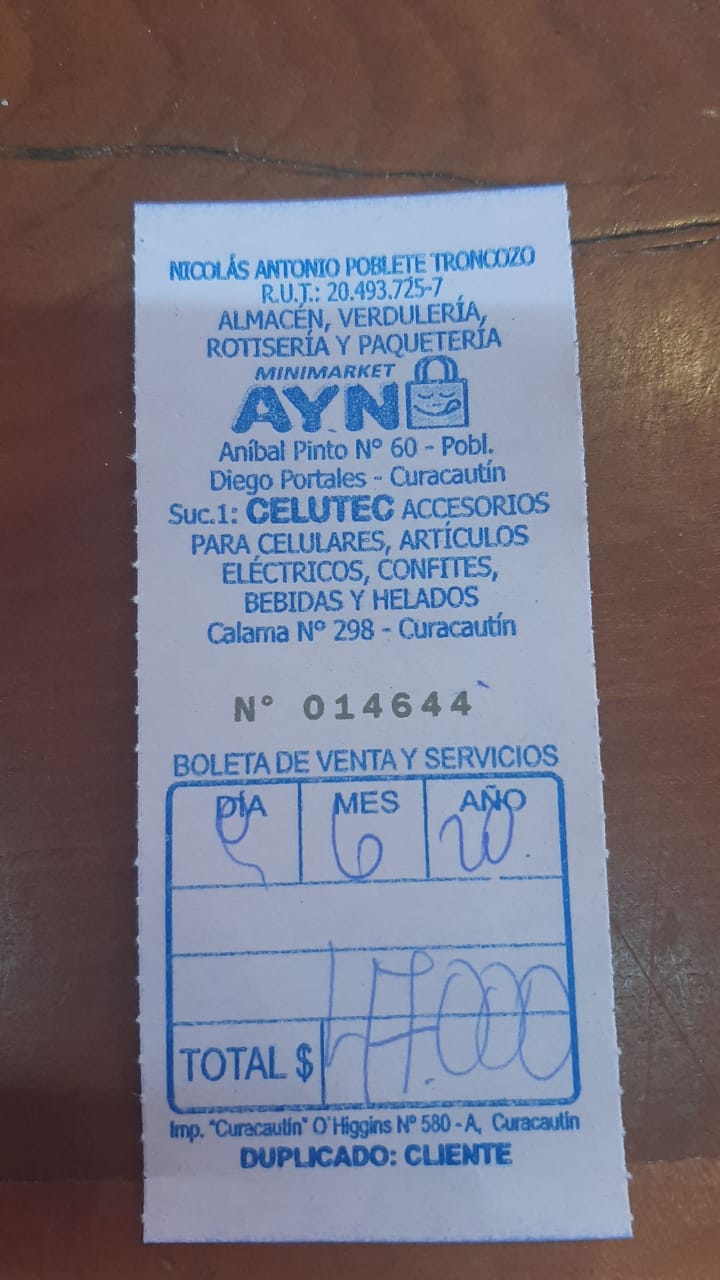 NICOLÁS ANTONIO POBLETE TRONCOZO
R.U.T.: 20.493.725-7
ALMACÉN, VERDULERÍA,
ROTISERÍA Y PAQUETERÍA
MINIMARKET
AYN
Aníbal Pinto Nº 60 - Pobl.
Diego Portales - Curacautín
Suc.1: CELUTEC ACCESORIOS
PARA CELULARES, ARTÍCULOS
ELÉCTRICOS, CONFITES,
BEBIDAS Y HELADOS
Calama Nº 298 - Curacautín
Nº 014644
BOLETA DE VENTA Y SERVICIOS
DÍA MES AÑO
6 20.
TOTAL $ 47.000
Imp. "Curacautín" O'Higgins Nº 580 - A, Curacautín
DUPLICADO: CLIENTE